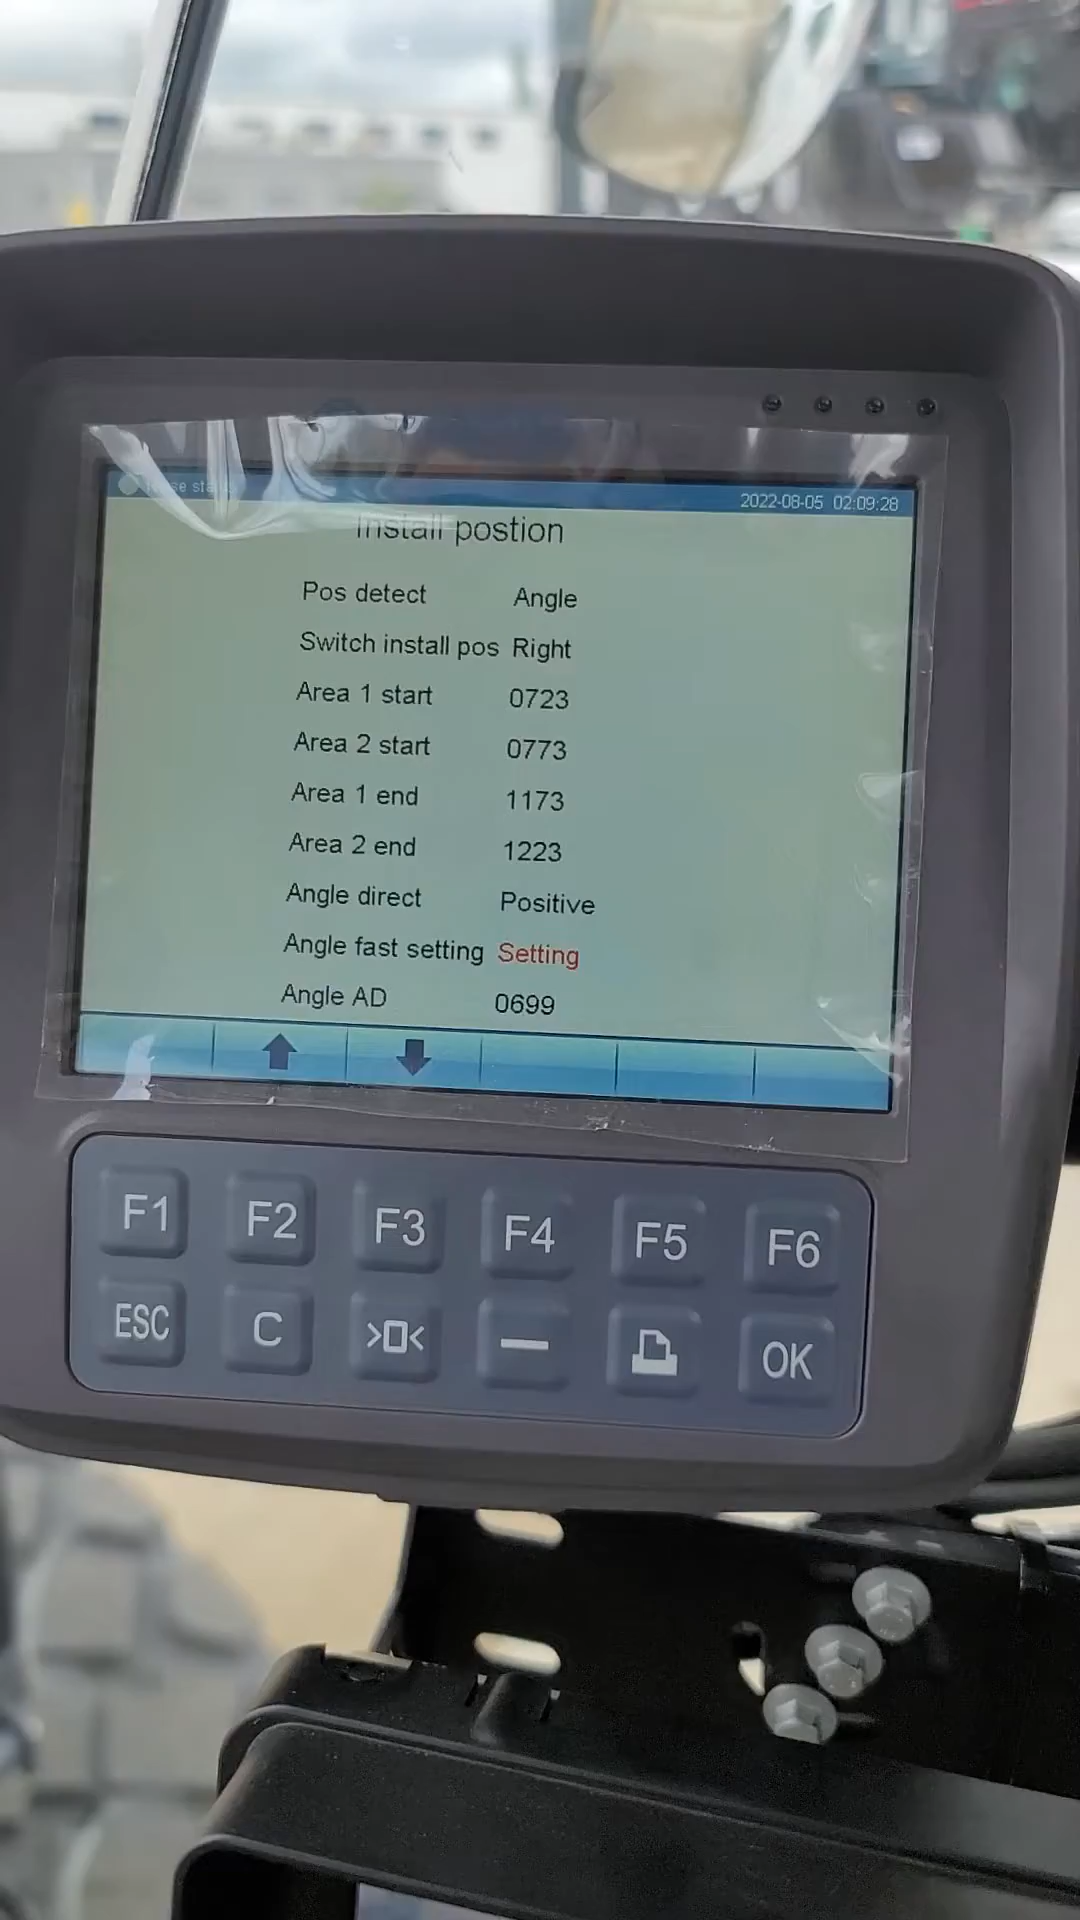 2022-08-05 02:09:28
Install postion
Pos detect Angle
Switch install pos Right
Area 1 start 0723
Area 2 start 0773
Area 1 end 1173
Area 2 end 1223
Angle direct Positive
Angle fast setting Setting
Angle AD 0699
F1 F2 F3 F4 F5 F6
ESC C >0< — OK